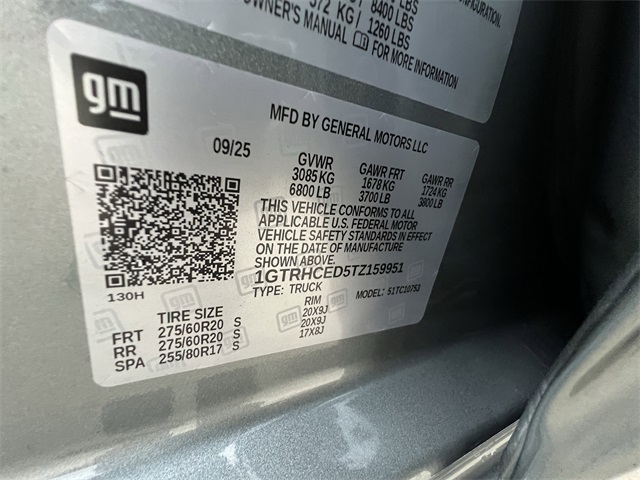 8400 LBS
372 KG / 1260 LBS
OWNER'S MANUAL FOR MORE INFORMATION
gm
MFD BY GENERAL MOTORS LLC
09/25
GVWR GAWR FRT GAWR RR
3085 KG 1678 KG 1724 KG
6800 LB 3700 LB 3800 LB
THIS VEHICLE CONFORMS TO ALL
APPLICABLE U.S. FEDERAL MOTOR
VEHICLE SAFETY STANDARDS IN EFFECT
ON THE DATE OF MANUFACTURE
SHOWN ABOVE.
1GTRHCED5TZ159951
TYPE: TRUCK MODEL: 51TC10753
130H
TIRE SIZE RIM
FRT 275/60R20 S 20X9J
RR 275/60R20 S 20X9J
SPA 255/80R17 S 17X8J